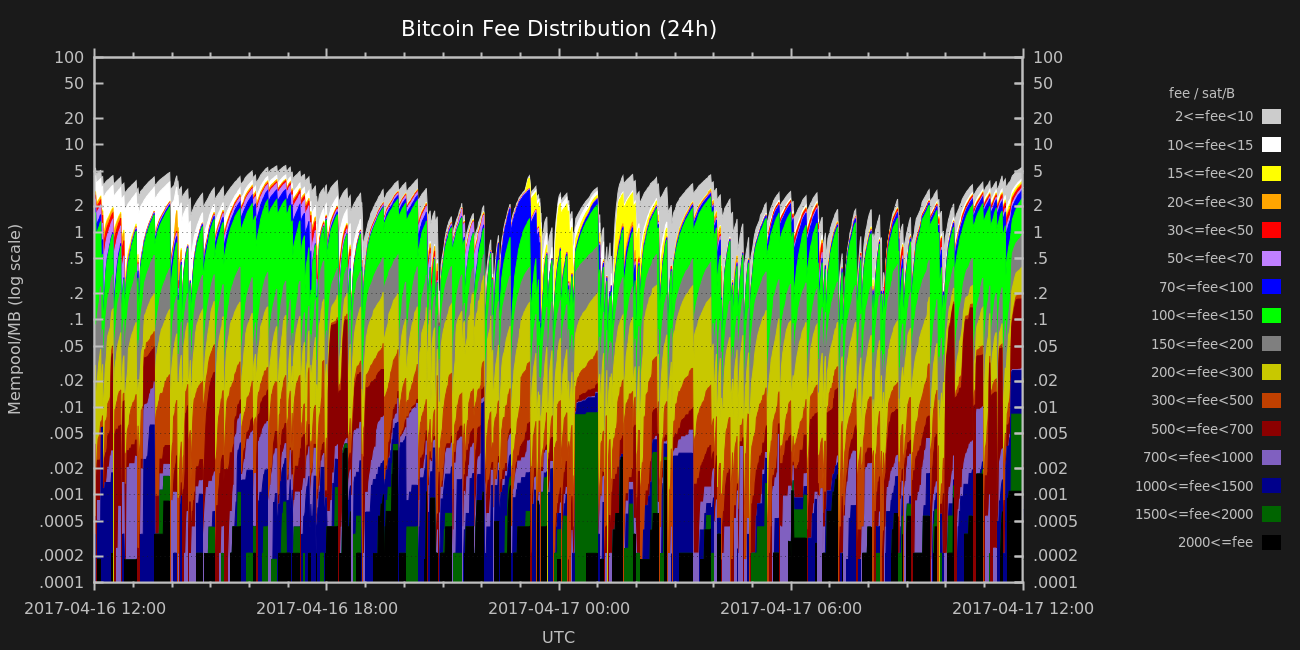 Bitcoin Fee Distribution (24h)
Mempool/MB (log scale)
100
50
20
10
5
2
1
.5
.2
.1
.05
.02
.01
.005
.002
.001
.0005
.0002
.0001
100
50
20
10
5
2
1
.5
.2
.1
.05
.02
.01
.005
.002
.001
.0005
.0002
.0001
2017-04-16 12:00
2017-04-16 18:00
2017-04-17 00:00
2017-04-17 06:00
2017-04-17 12:00
UTC
fee / sat/B
2<=fee<10
10<=fee<15
15<=fee<20
20<=fee<30
30<=fee<50
50<=fee<70
70<=fee<100
100<=fee<150
150<=fee<200
200<=fee<300
300<=fee<500
500<=fee<700
700<=fee<1000
1000<=fee<1500
1500<=fee<2000
2000<=fee